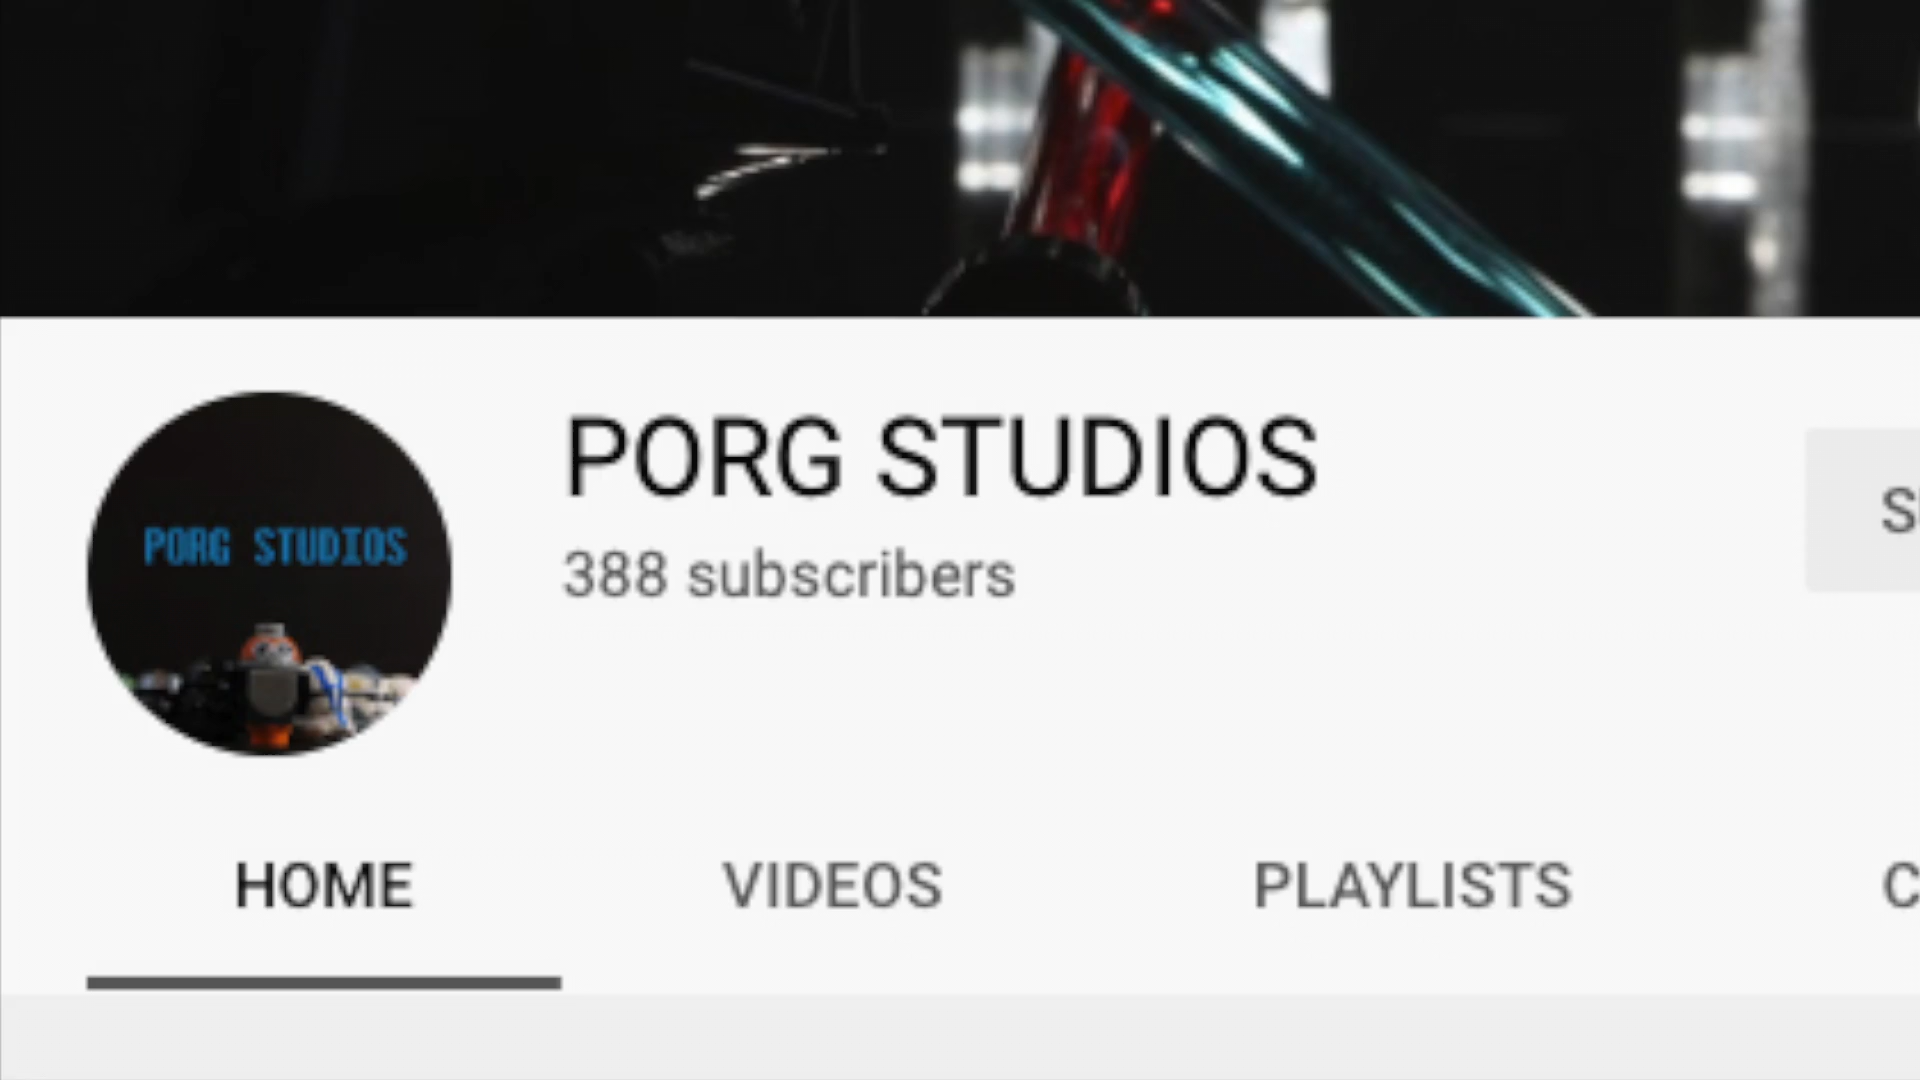 PORG STUDIOS
PORG STUDIOS
388 subscribers
HOME
VIDEOS
PLAYLISTS